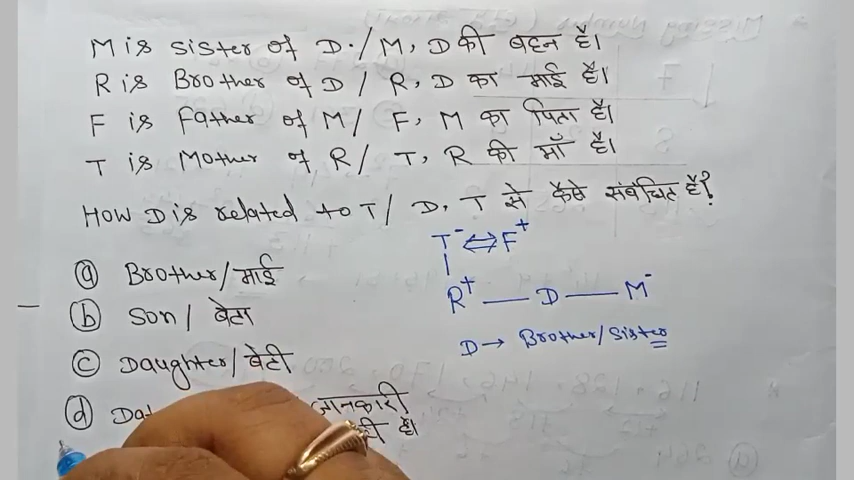 M is sister of D./ M, D की बहन है।
R is Brother of D / R, D का भाई है।
F is Father of M/ F, M का पिता है।
T is Mother of R/ T, R की माँ है।
How D is related to T/ D, T से कैसे संबंधित है?
T⁻ ⇔ F⁺
R⁺ — D — M⁻
D → Brother/Sister
(a) Brother/भाई
(b) Son/ बेटा
(c) Daughter/बेटी
(d) जानकारी
है।